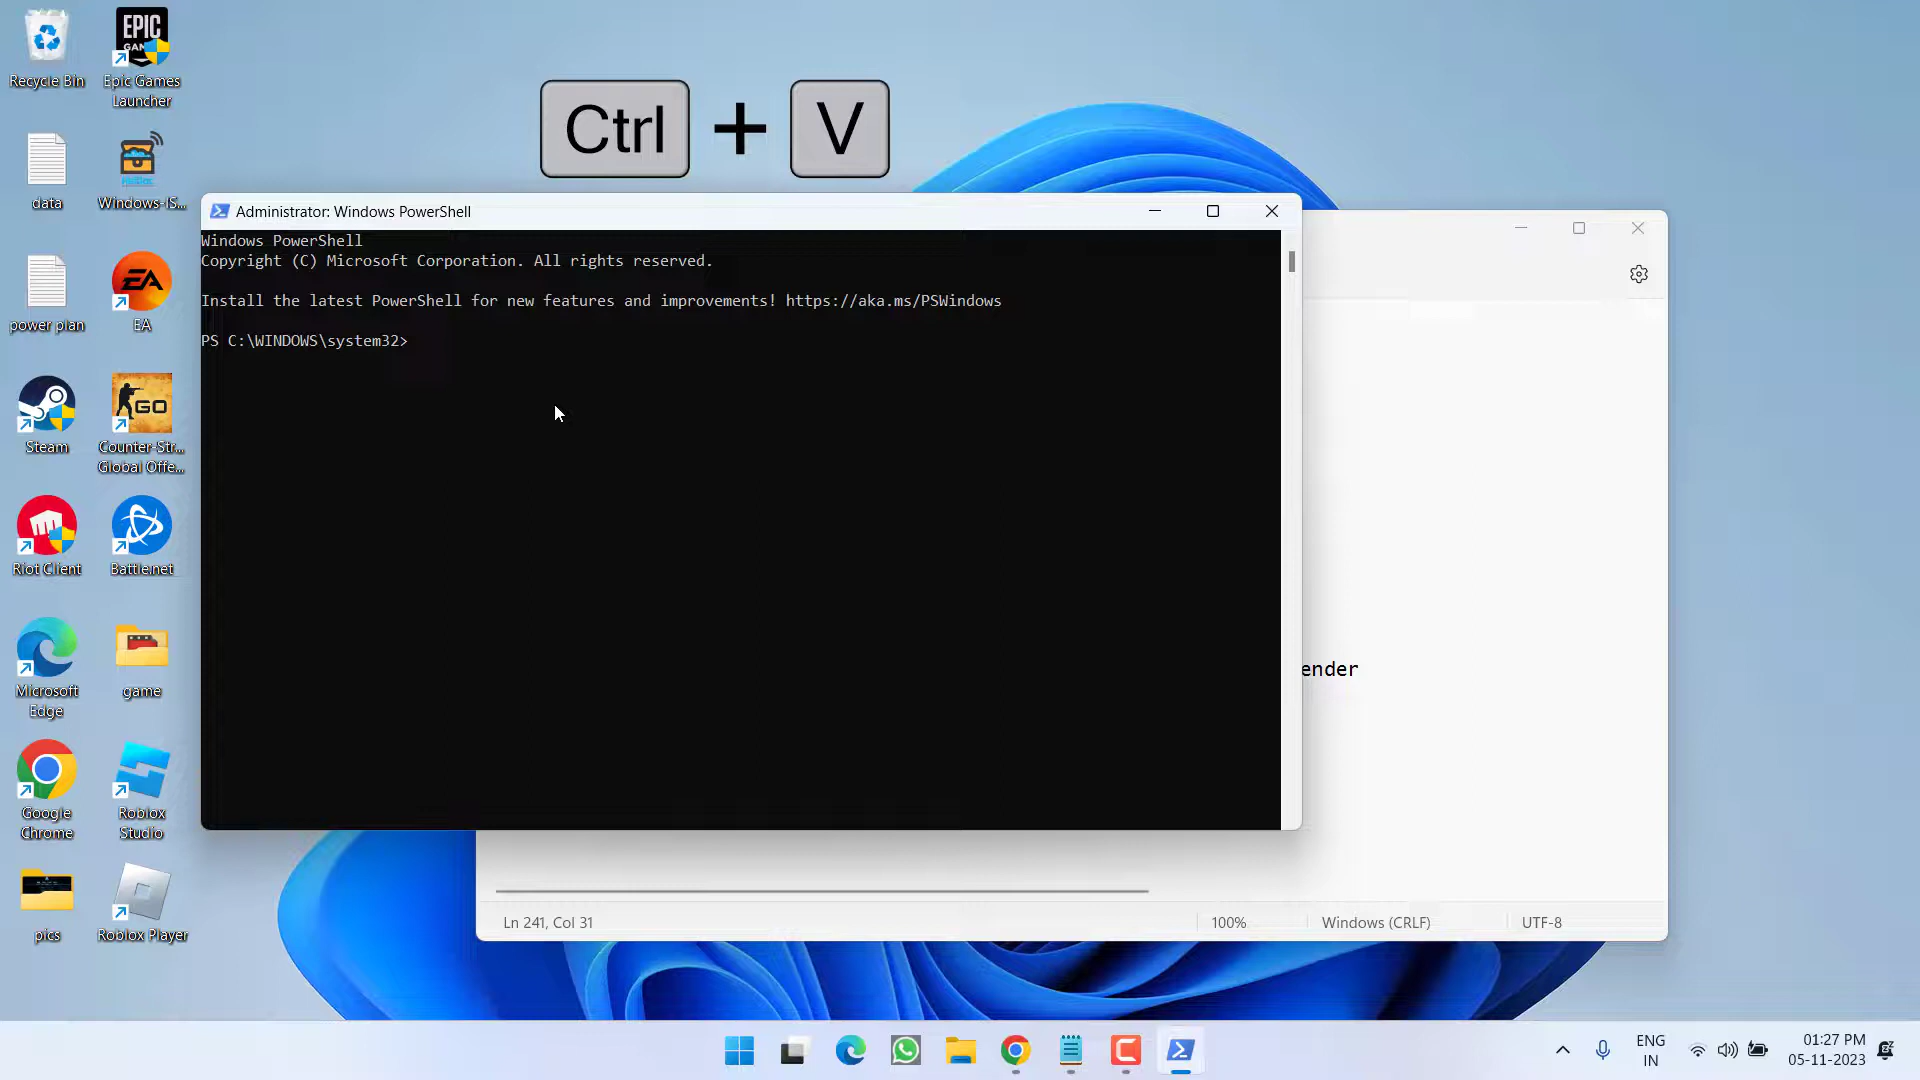 Recycle Bin
EPIC
GAMES
Epic Games
Launcher
data
Windows-IS...
power plan
EA
EA
Steam
GO
Counter-Str...
Global Offe...
Riot Client
Battle.net
Microsoft
Edge
game
Google
Chrome
Roblox
Studio
pics
Roblox Player
Ctrl + V
Administrator: Windows PowerShell
Windows PowerShell
Copyright (C) Microsoft Corporation. All rights reserved.
Install the latest PowerShell for new features and improvements! https://aka.ms/PSWindows
PS C:\WINDOWS\system32>
ender
Ln 241, Col 31
100%
Windows (CRLF)
UTF-8
ENG
IN
01:27 PM
05-11-2023